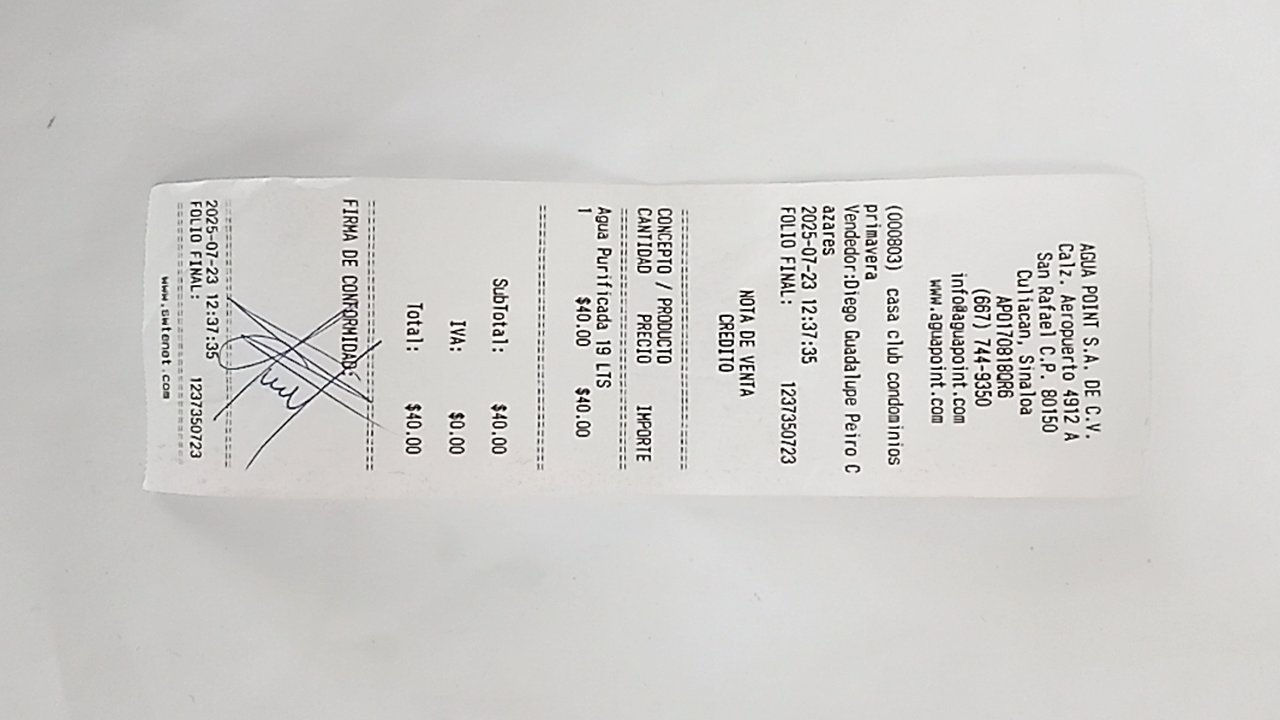 AGUA POINT S.A. DE C.V.
Calz. Aeropuerto 4912 A
San Rafael C.P. 80150
Culiacan, Sinaloa
APO170818QR6
(667) 744-9350
info@aguapoint.com
www.aguapoint.com
(000803) casa club condominios
primavera
Vendedor:Diego Guadalupe Peiro C
azares
2025-07-23 12:37:35
FOLIO FINAL: 1237350723
NOTA DE VENTA
CREDITO
================================
CONCEPTO / PRODUCTO
CANTIDAD PRECIO IMPORTE
================================
Agua Purificada 19 LTS
1 $40.00 $40.00
================================
SubTotal: $40.00
IVA: $0.00
Total: $40.00
================================
FIRMA DE CONFORMIDAD:
================================
2025-07-23 12:37:35
FOLIO FINAL: 1237350723
================================
www.swtenot.com